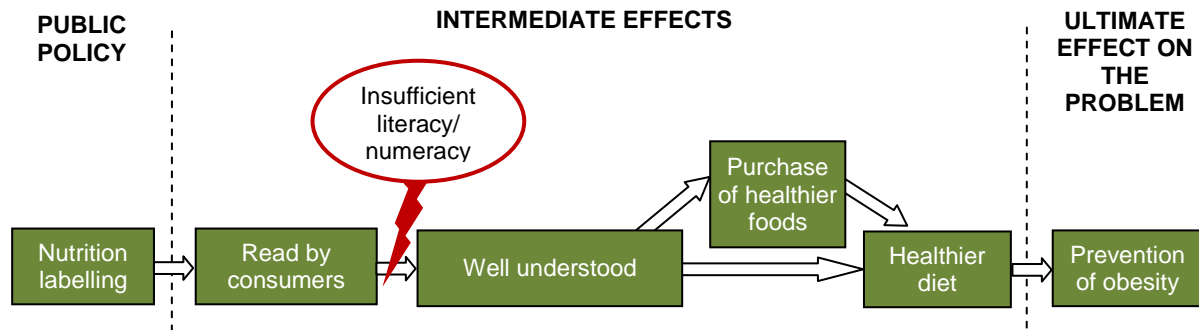 PUBLIC
POLICY
INTERMEDIATE EFFECTS
ULTIMATE
EFFECT ON
THE
PROBLEM
Insufficient
literacy/
numeracy
Purchase
of healthier
foods
Nutrition
labelling
Read by
consumers
Well understood
Healthier
diet
Prevention
of obesity